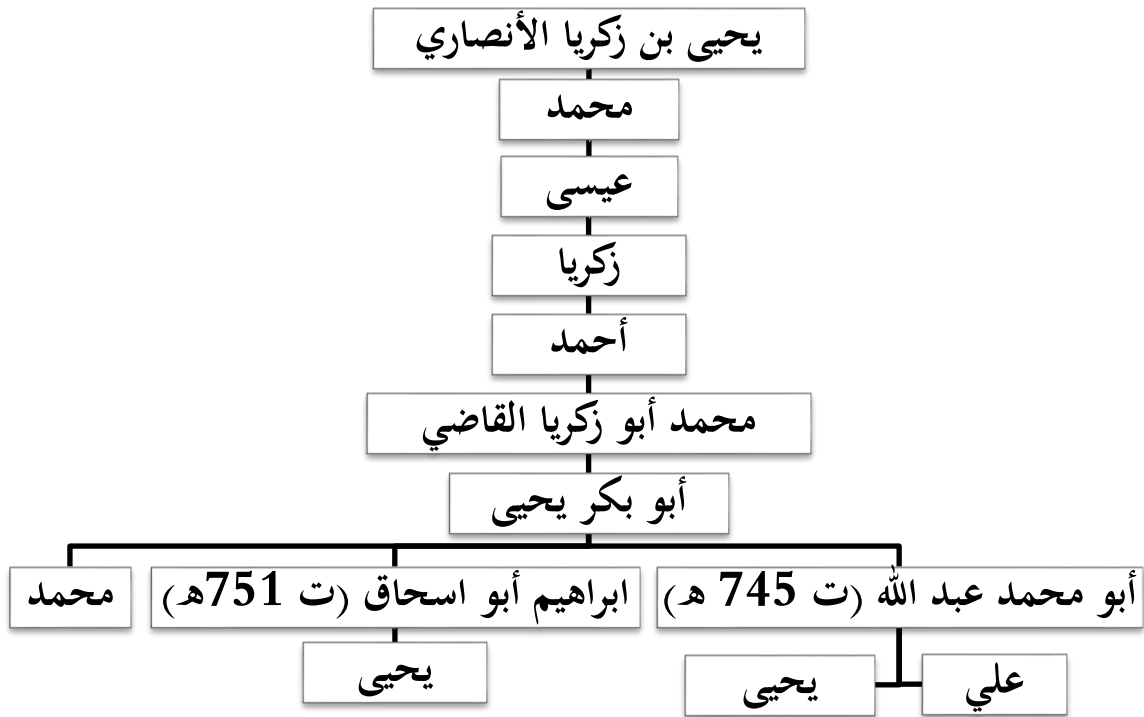 يحيى بن زكريا الأنصاري
محمد
عيسى
زكريا
أحمد
محمد أبو زكريا القاضي
أبو بكر يحيى
أبو محمد عبد الله (ت 745 هـ)
ابراهيم أبو اسحاق (ت 751هـ)
محمد
علي
يحيى
يحيى